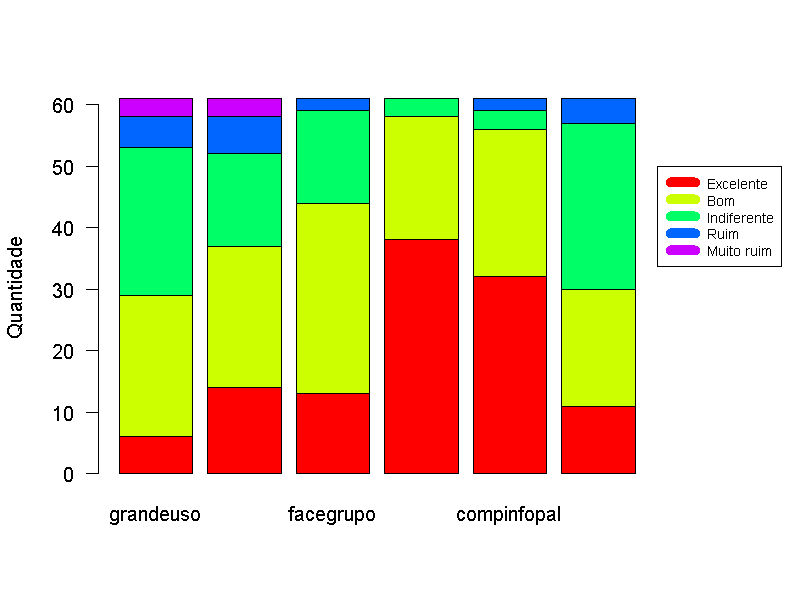 Quantidade
60
50
40
30
20
10
0
grandeuso facegrupo compinfopal
Excelente
Bom
Indiferente
Ruim
Muito ruim